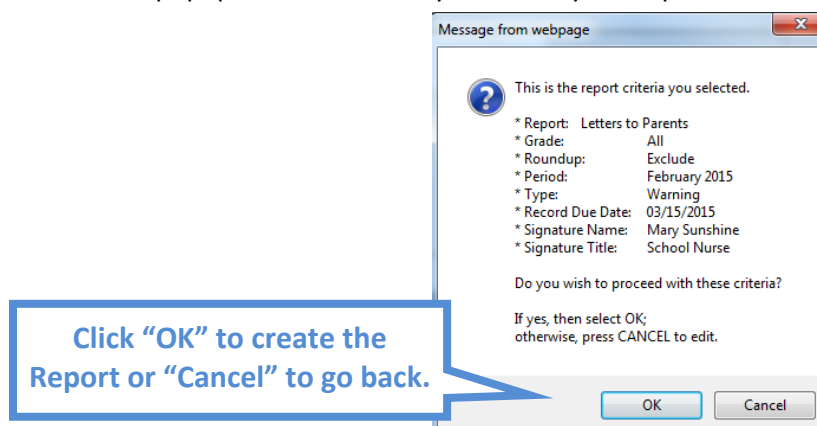 Message from webpage
This is the report criteria you selected.
* Report: Letters to Parents
* Grade: All
* Roundup: Exclude
* Period: February 2015
* Type: Warning
* Record Due Date: 03/15/2015
* Signature Name: Mary Sunshine
* Signature Title: School Nurse
Do you wish to proceed with these criteria?
If yes, then select OK;
otherwise, press CANCEL to edit.
Click “OK” to create the
Report or “Cancel” to go back.
OK Cancel